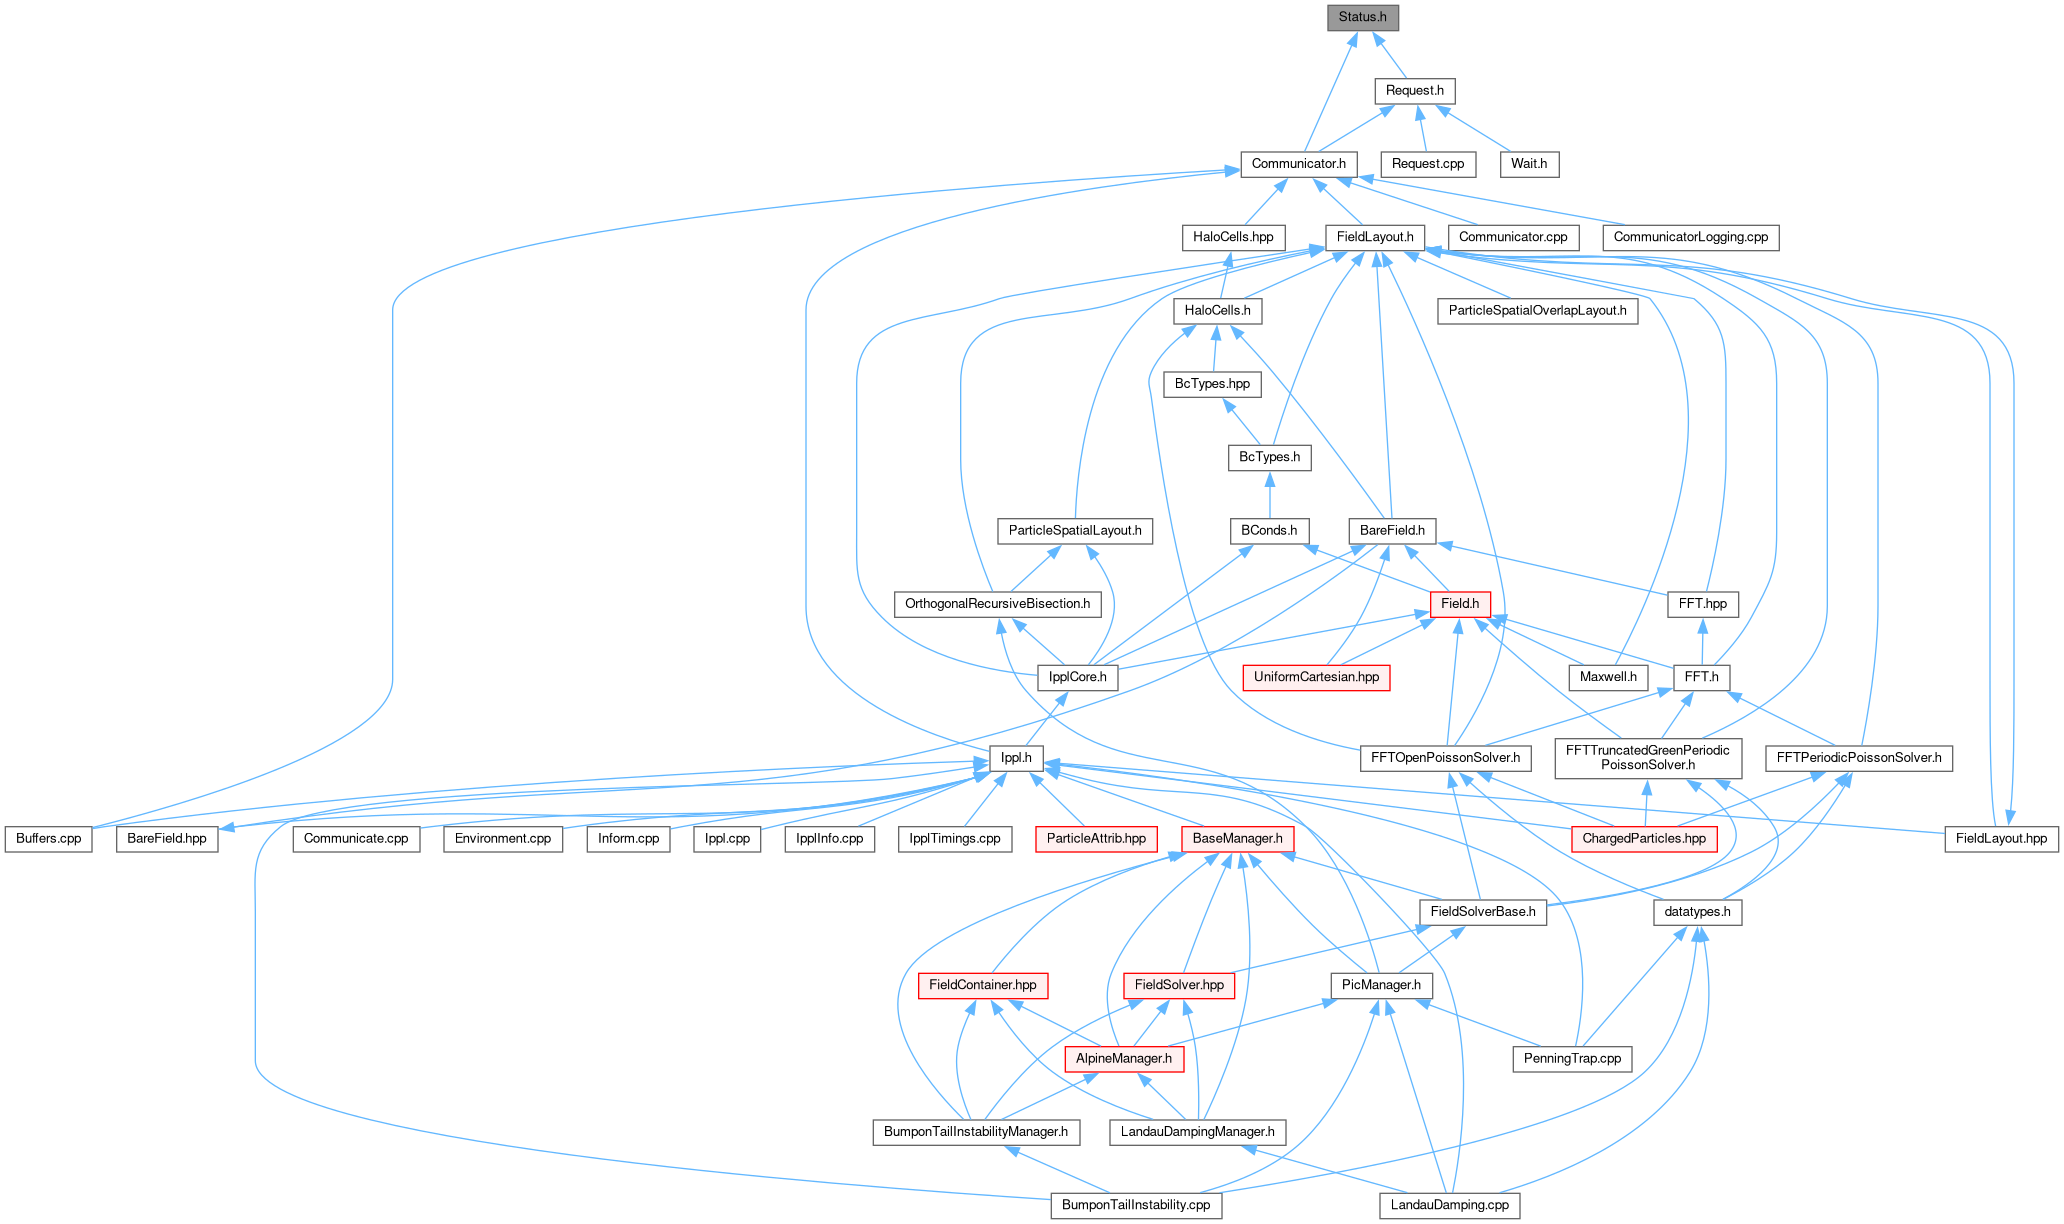 Status.h
Request.h
Communicator.h
Request.cpp
Wait.h
HaloCells.hpp
FieldLayout.h
Communicator.cpp
CommunicatorLogging.cpp
HaloCells.h
ParticleSpatialOverlapLayout.h
BcTypes.hpp
BcTypes.h
ParticleSpatialLayout.h
BConds.h
BareField.h
OrthogonalRecursiveBisection.h
Field.h
FFT.hpp
IpplCore.h
UniformCartesian.hpp
Maxwell.h
FFT.h
Ippl.h
FFTOpenPoissonSolver.h
FFTTruncatedGreenPeriodic
PoissonSolver.h
FFTPeriodicPoissonSolver.h
Buffers.cpp
BareField.hpp
Communicate.cpp
Environment.cpp
Inform.cpp
Ippl.cpp
IpplInfo.cpp
IpplTimings.cpp
ParticleAttrib.hpp
BaseManager.h
ChargedParticles.hpp
FieldLayout.hpp
FieldSolverBase.h
datatypes.h
FieldContainer.hpp
FieldSolver.hpp
PicManager.h
AlpineManager.h
PenningTrap.cpp
BumponTailInstabilityManager.h
LandauDampingManager.h
BumponTailInstability.cpp
LandauDamping.cpp